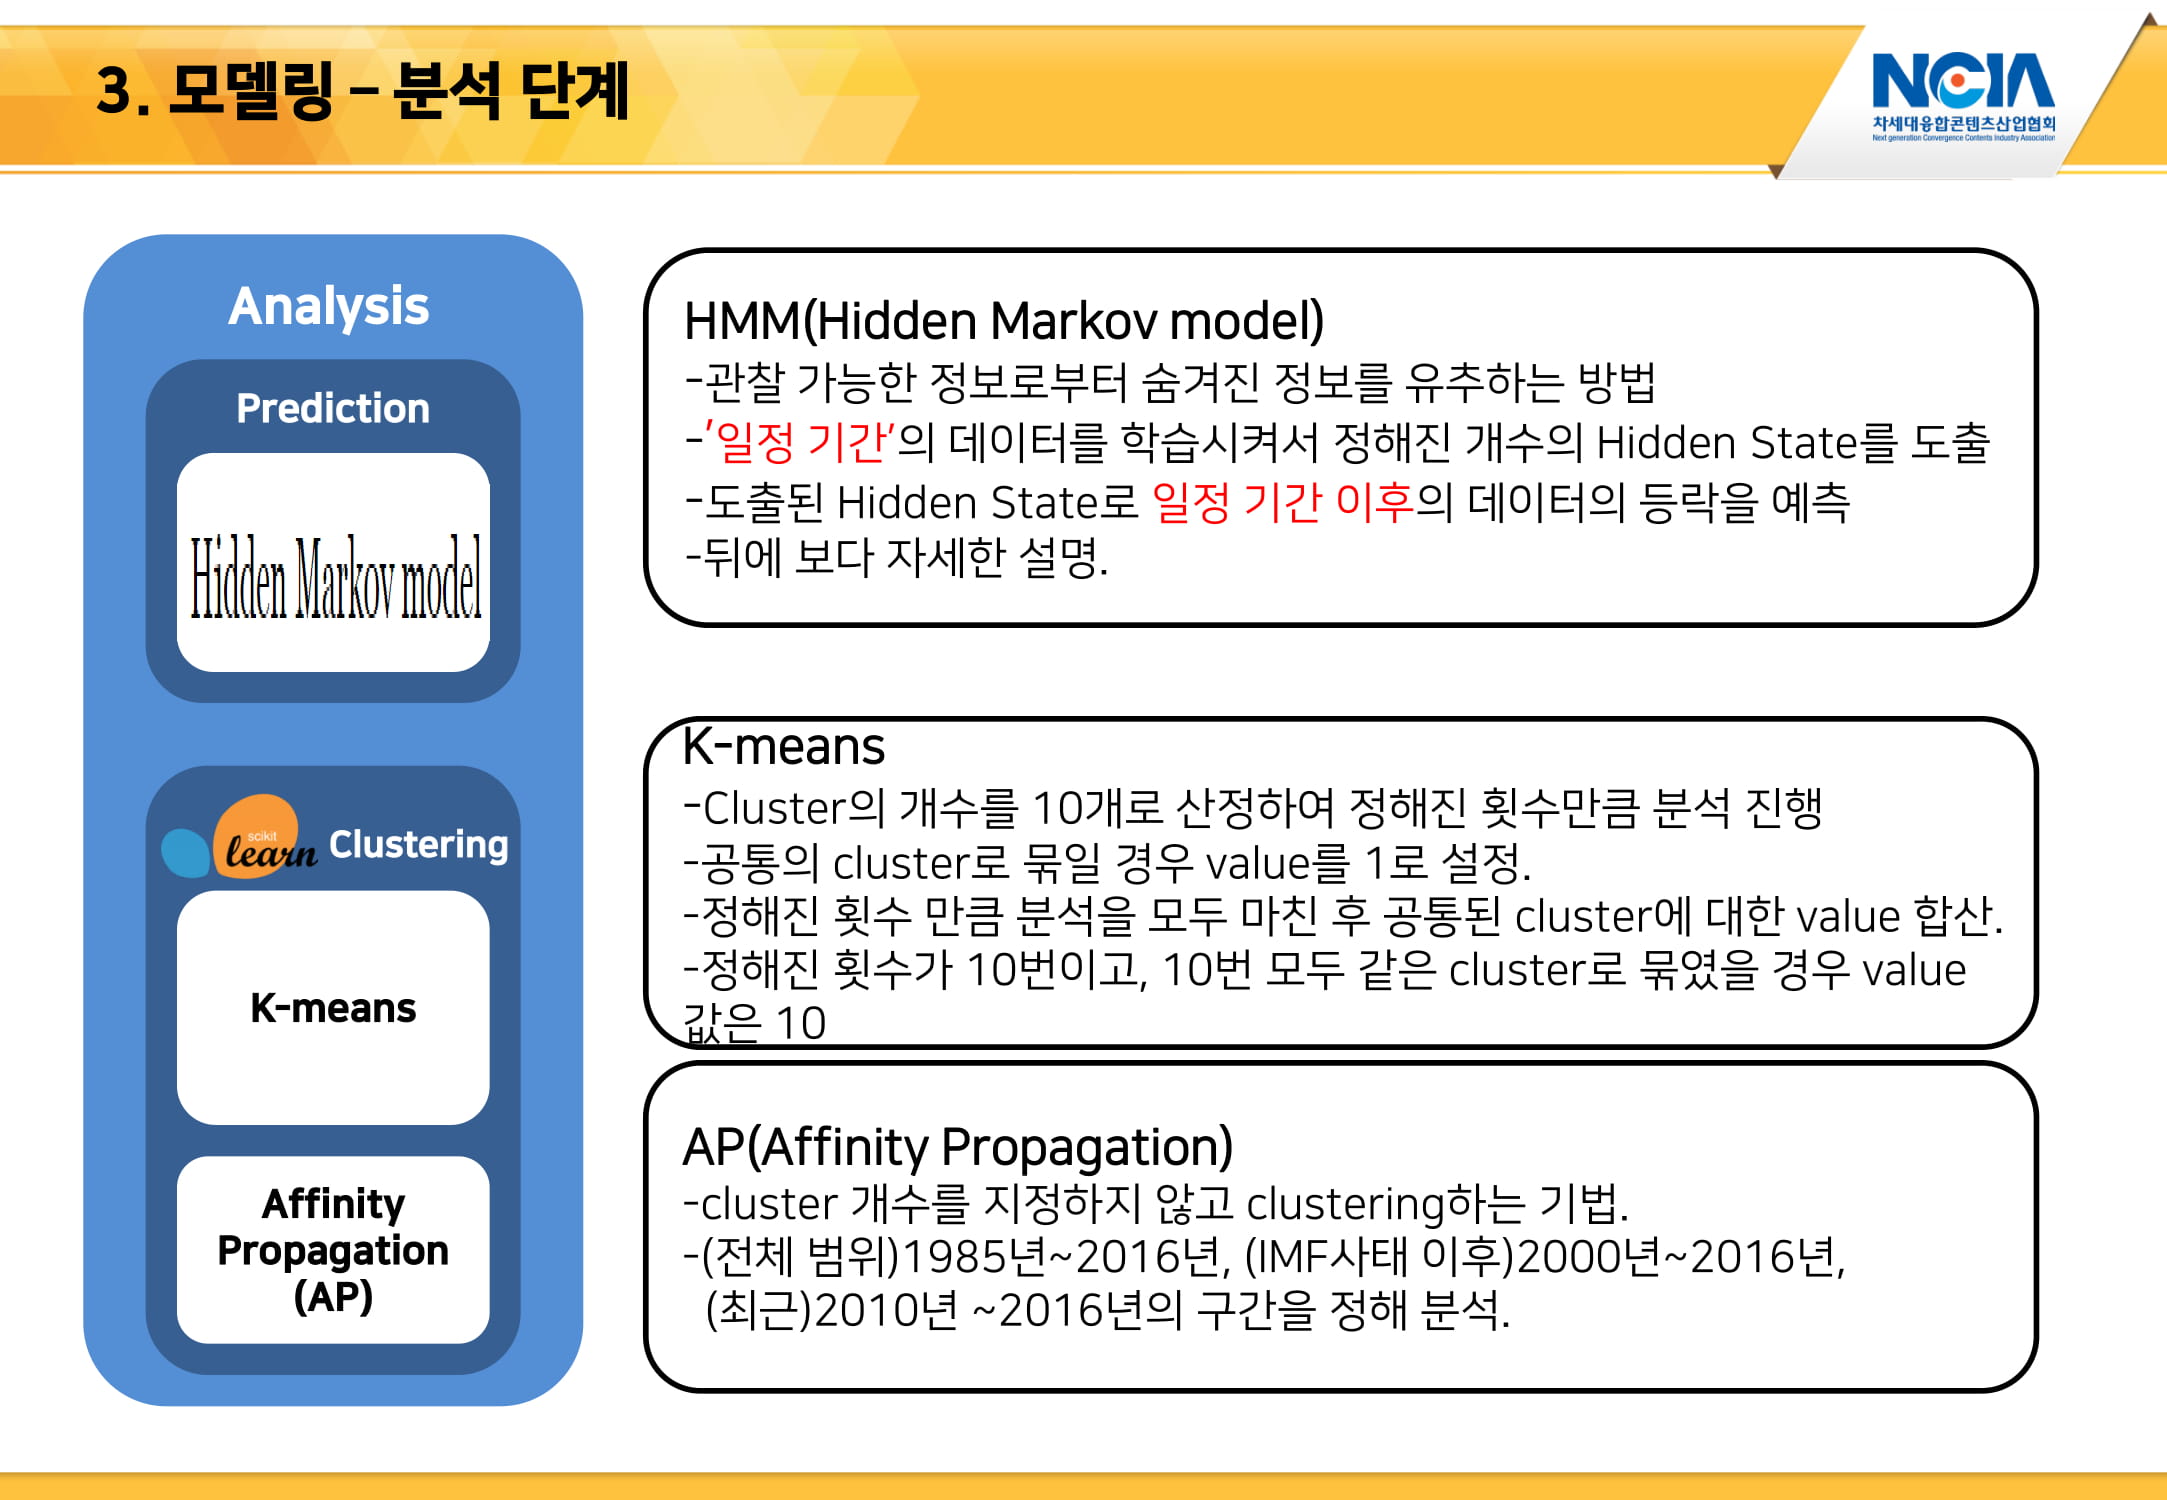 3. 모델링 – 분석 단계
NCIA
차세대융합콘텐츠산업협회
Next generation Convergence Contents Industry Association
Analysis
Prediction
Hidden Markov model
scikit
learn
Clustering
K-means
Affinity
Propagation
(AP)
HMM(Hidden Markov model)
-관찰 가능한 정보로부터 숨겨진 정보를 유추하는 방법
-'일정 기간'의 데이터를 학습시켜서 정해진 개수의 Hidden State를 도출
-도출된 Hidden State로 일정 기간 이후의 데이터의 등락을 예측
-뒤에 보다 자세한 설명.
K-means
-Cluster의 개수를 10개로 산정하여 정해진 횟수만큼 분석 진행
-공통의 cluster로 묶일 경우 value를 1로 설정.
-정해진 횟수 만큼 분석을 모두 마친 후 공통된 cluster에 대한 value 합산.
-정해진 횟수가 10번이고, 10번 모두 같은 cluster로 묶였을 경우 value
값은 10
AP(Affinity Propagation)
-cluster 개수를 지정하지 않고 clustering하는 기법.
-(전체 범위)1985년~2016년, (IMF사태 이후)2000년~2016년,
(최근)2010년 ~2016년의 구간을 정해 분석.